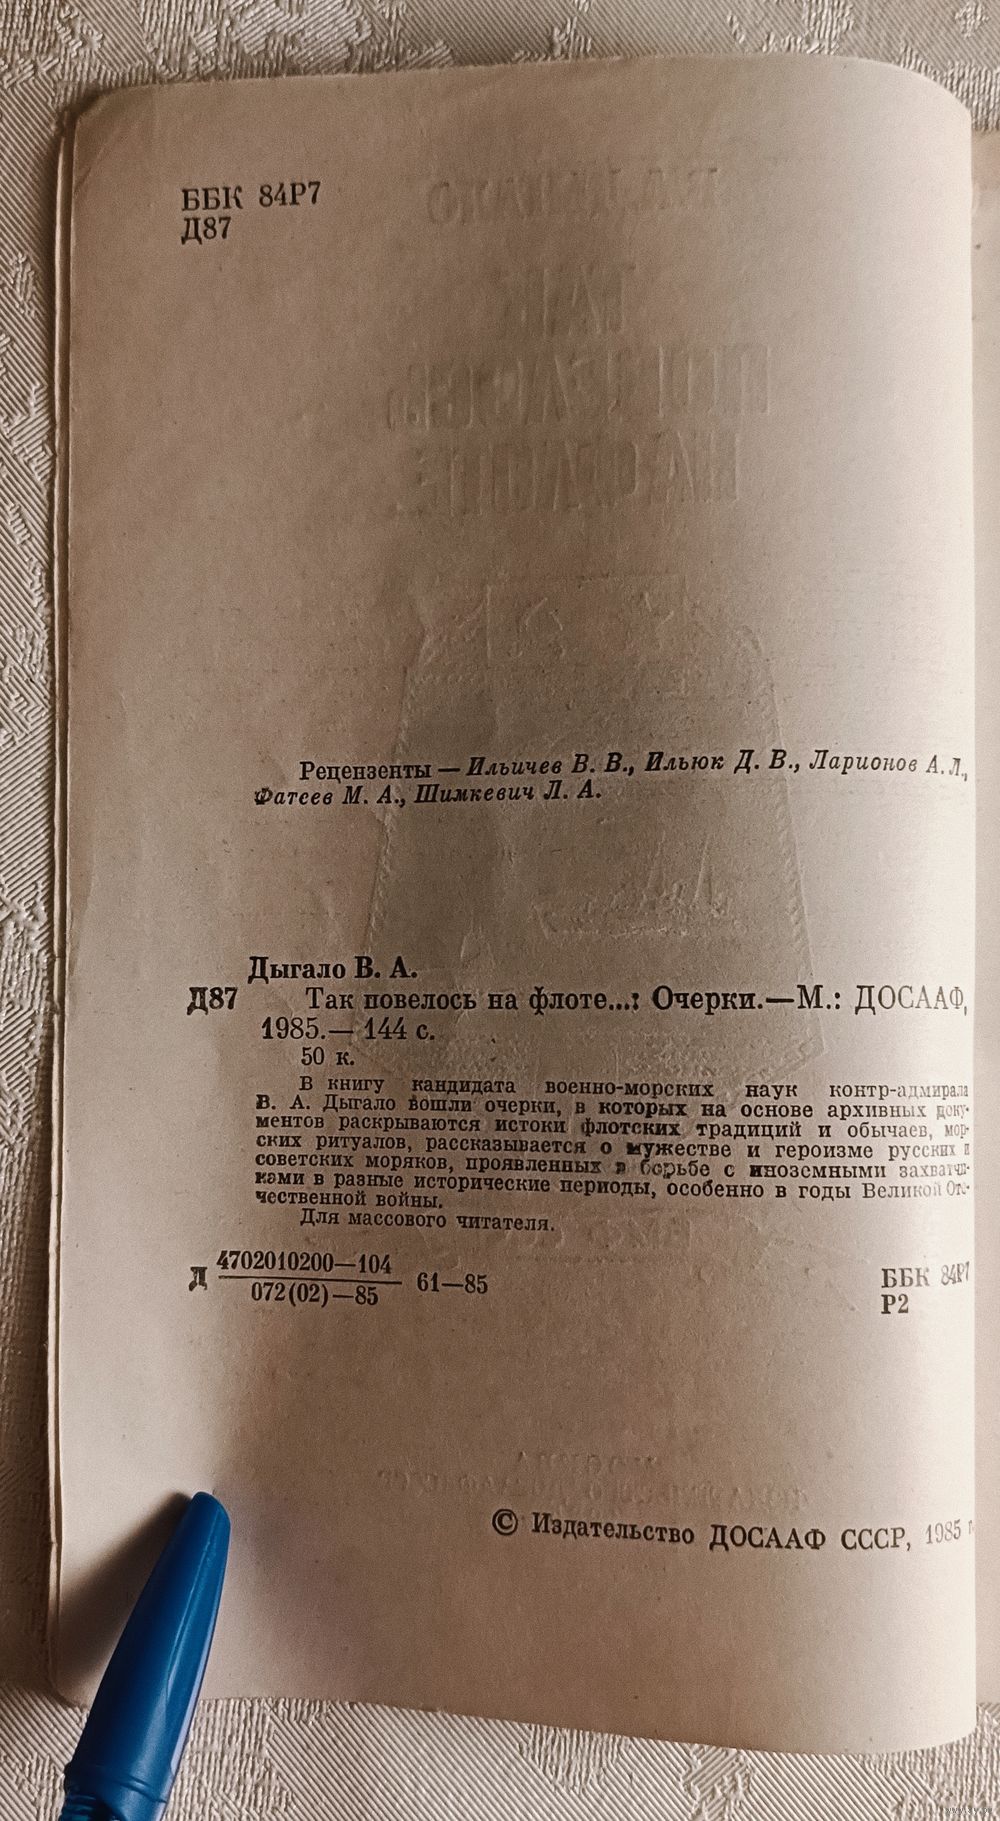 ББК 84Р7
Д87
Рецензенты — Ильичев В. В., Ильюк Д. В., Ларионов А. Л.,
Фатеев М. А., Шимкевич Л. А.
Дыгало В. А.
Д87 Так повелось на флоте...: Очерки.—М.: ДОСААФ,
1985.— 144 с.
50 к.
В книгу кандидата военно-морских наук контр-адмирала
В. А. Дыгало вошли очерки, в которых на основе архивных доку-
ментов раскрываются истоки флотских традиций и обычаев, мор-
ских ритуалов, рассказывается о мужестве и героизме русских и
советских моряков, проявленных в борьбе с иноземными захватчи-
ками в разные исторические периоды, особенно в годы Великой Оте-
чественной войны.
Для массового читателя.
Д 4702010200—104
072(02)—85 61—85
ББК 84Р7
Р2
© Издательство ДОСААФ СССР, 1985 г.